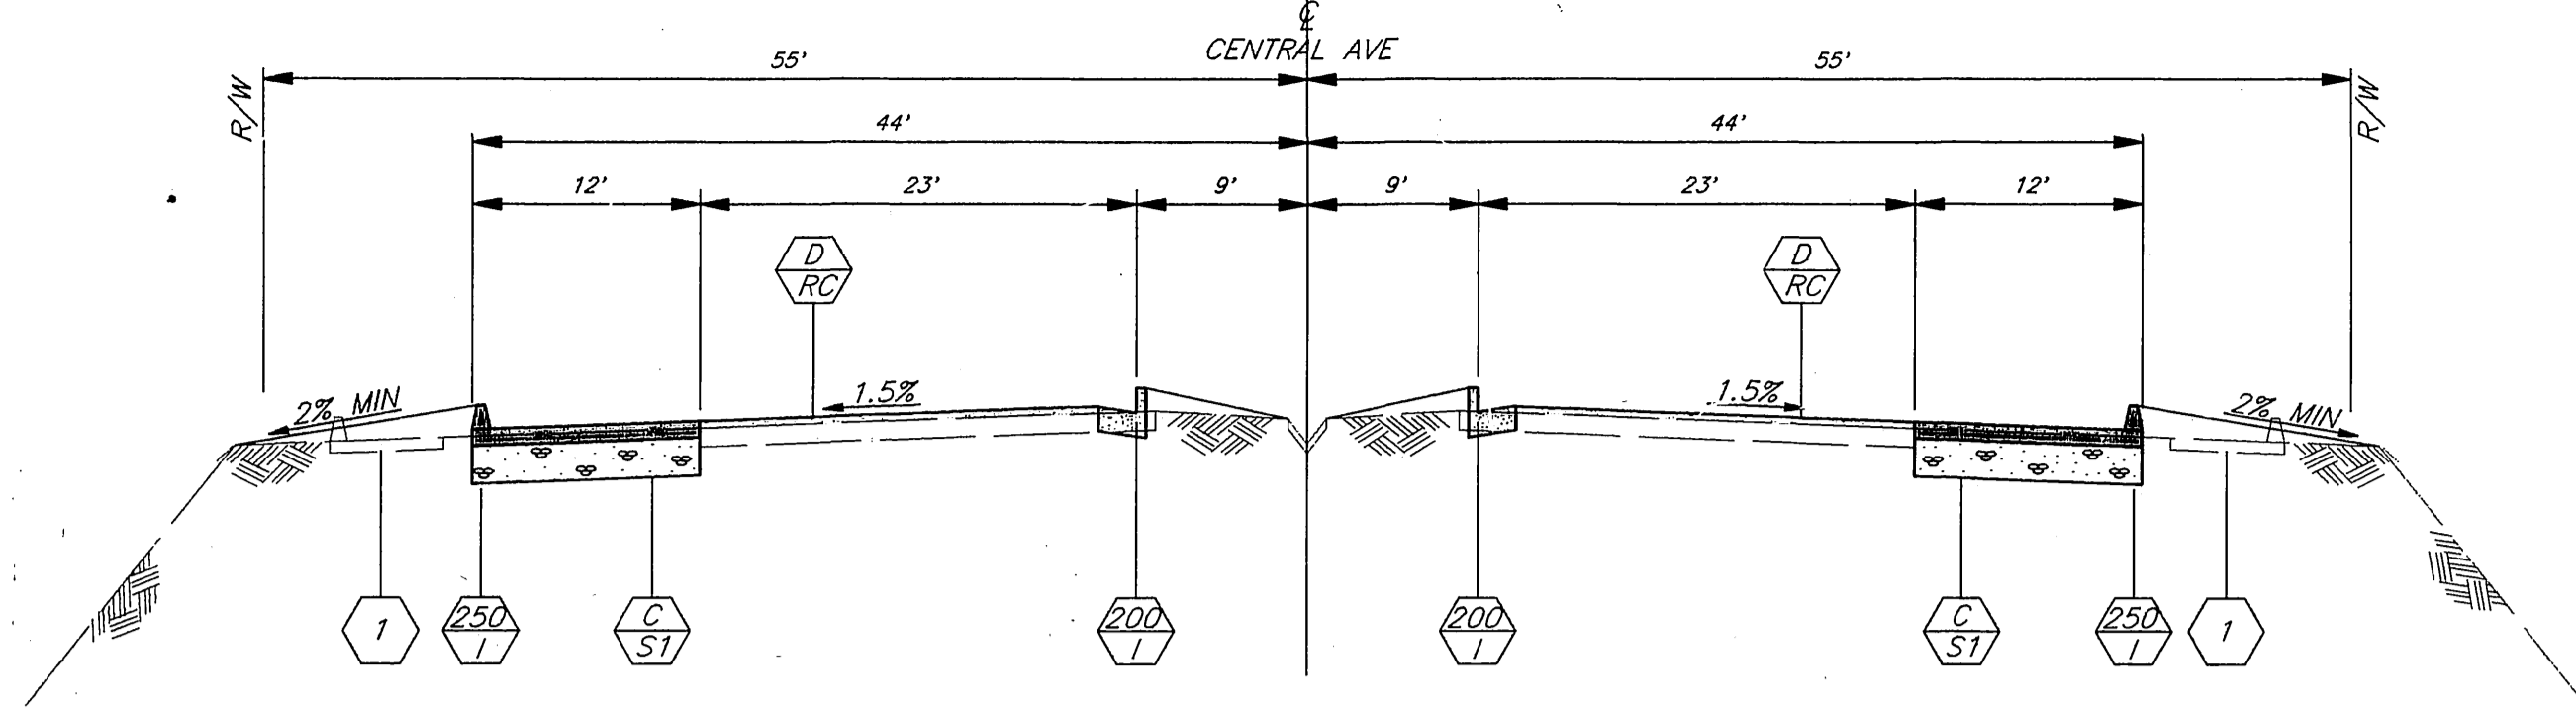 ℄
CENTRAL AVE
55' 55'
R/W R/W
44' 44'
12' 23' 9' 9' 23' 12'
D D
RC RC
2% MIN 1.5% 1.5% 2% MIN
1 250 C 200 200 C 250 1
I S1 I I S1 I